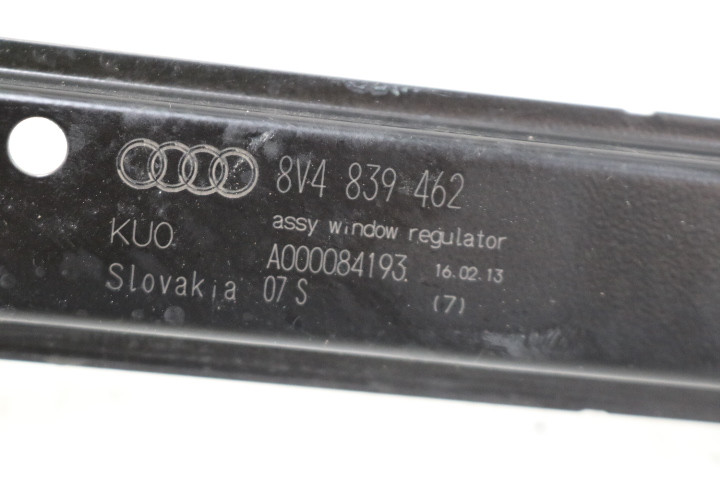 8V4 839 462
assy window regulator
KUO
A000084193. 16.02.13
Slovakia 07 S (7)